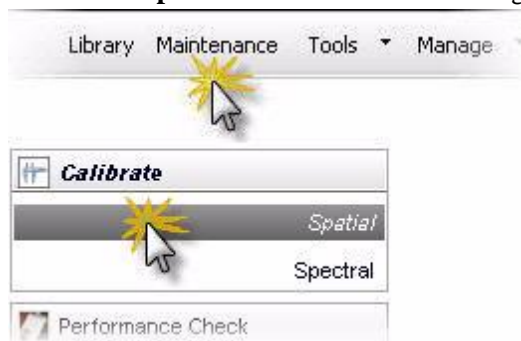 Library Maintenance Tools Manage
Calibrate
Spatial
Spectral
Performance Check